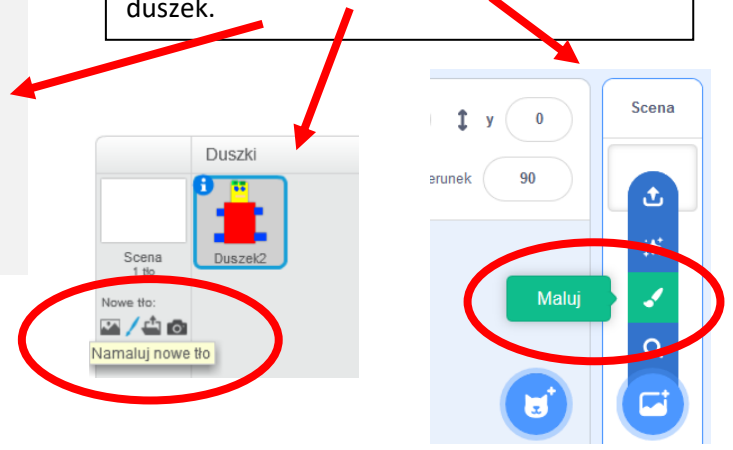 duszek.
Duszki
Scena
1 tło
Duszek2
Nowe tło:
Namaluj nowe tło
y 0
erunek 90
Scena
Maluj